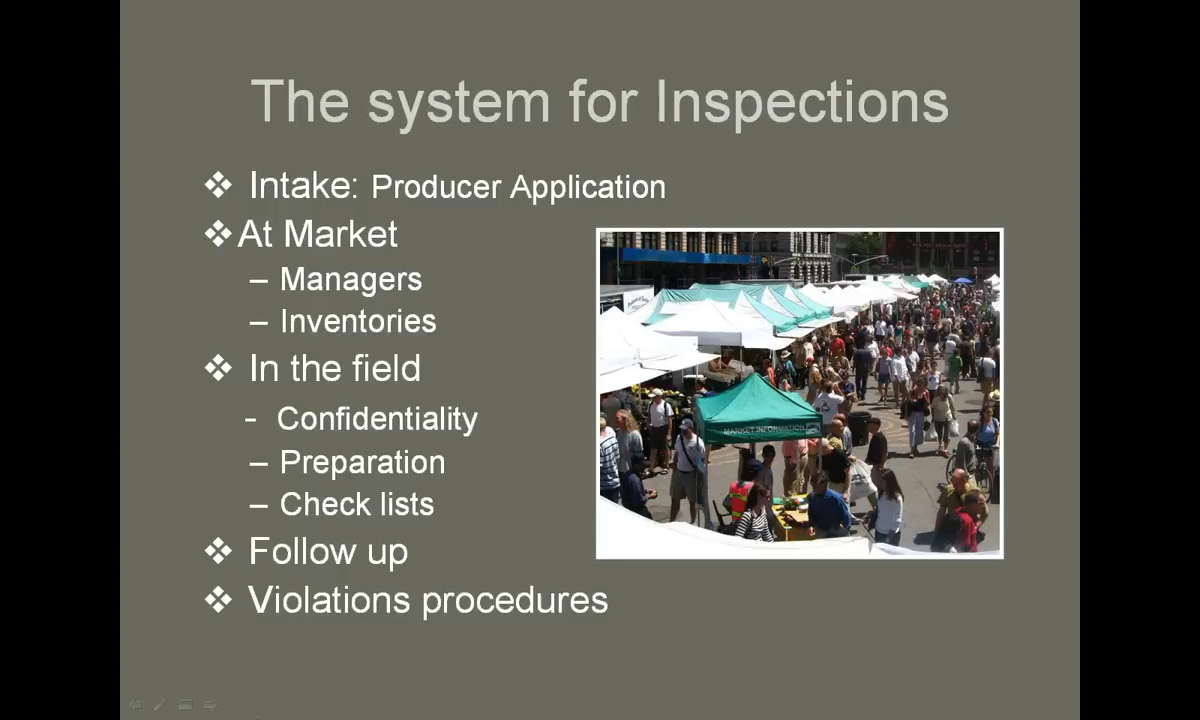 The system for Inspections
❖ Intake: Producer Application
❖ At Market
– Managers
– Inventories
❖ In the field
- Confidentiality
– Preparation
– Check lists
❖ Follow up
❖ Violations procedures
MARKET INFORMATION